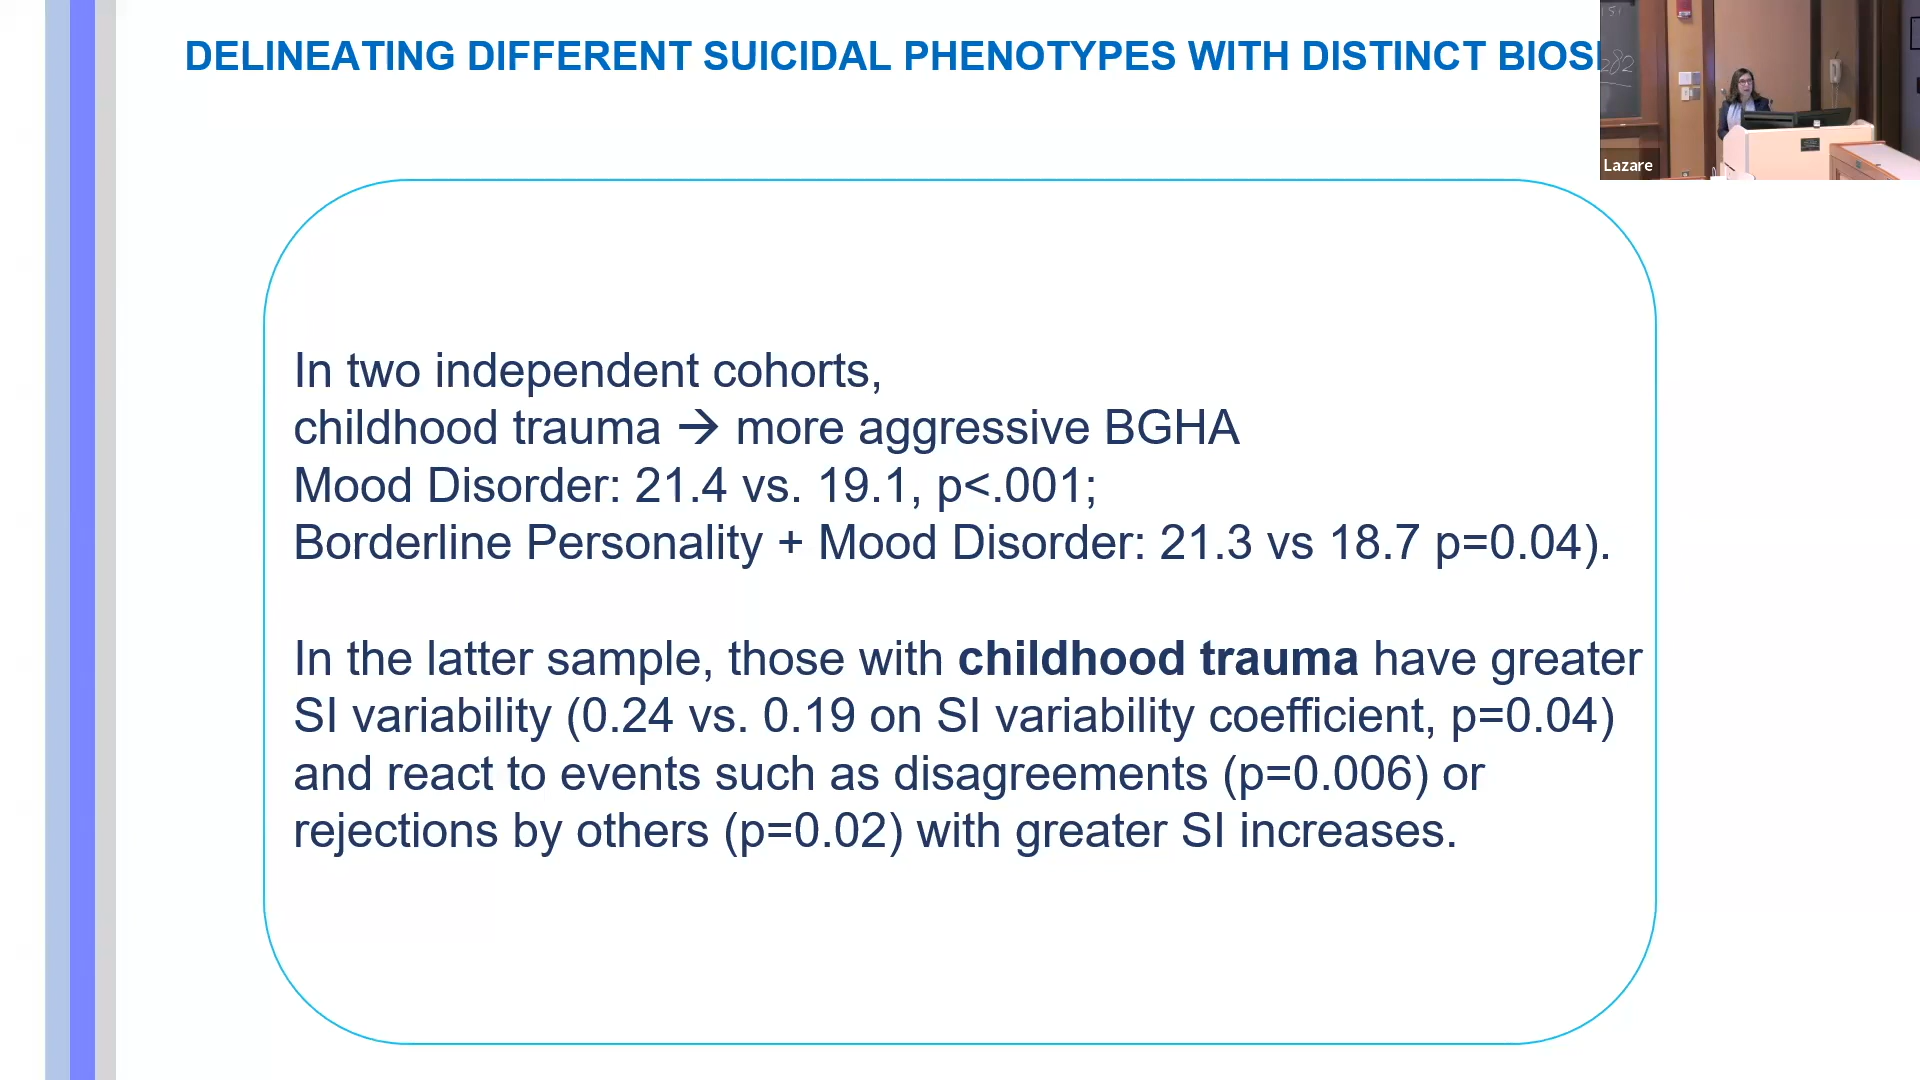 DELINEATING DIFFERENT SUICIDAL PHENOTYPES WITH DISTINCT
282
Lazare
In two independent cohorts,
childhood trauma → more aggressive BGHA
Mood Disorder: 21.4 vs. 19.1, p<.001;
Borderline Personality + Mood Disorder: 21.3 vs 18.7 p=0.04).
In the latter sample, those with childhood trauma have greater
SI variability (0.24 vs. 0.19 on SI variability coefficient, p=0.04)
and react to events such as disagreements (p=0.006) or
rejections by others (p=0.02) with greater SI increases.